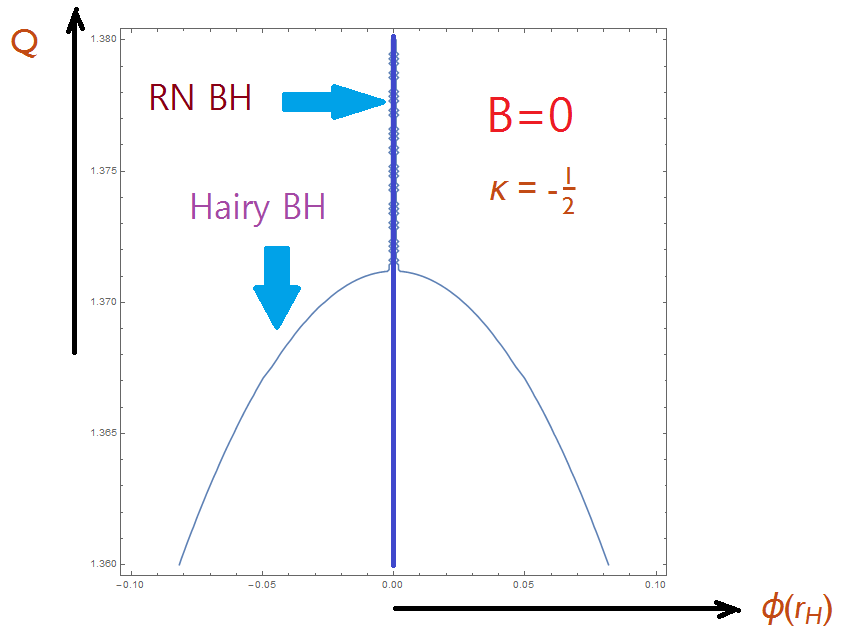 Q
1.380
RN BH
B=0
1.375
κ = -1/2
Hairy BH
1.370
1.365
1.360
-0.10 -0.05 0.00 0.05 0.10
ϕ(r_H)